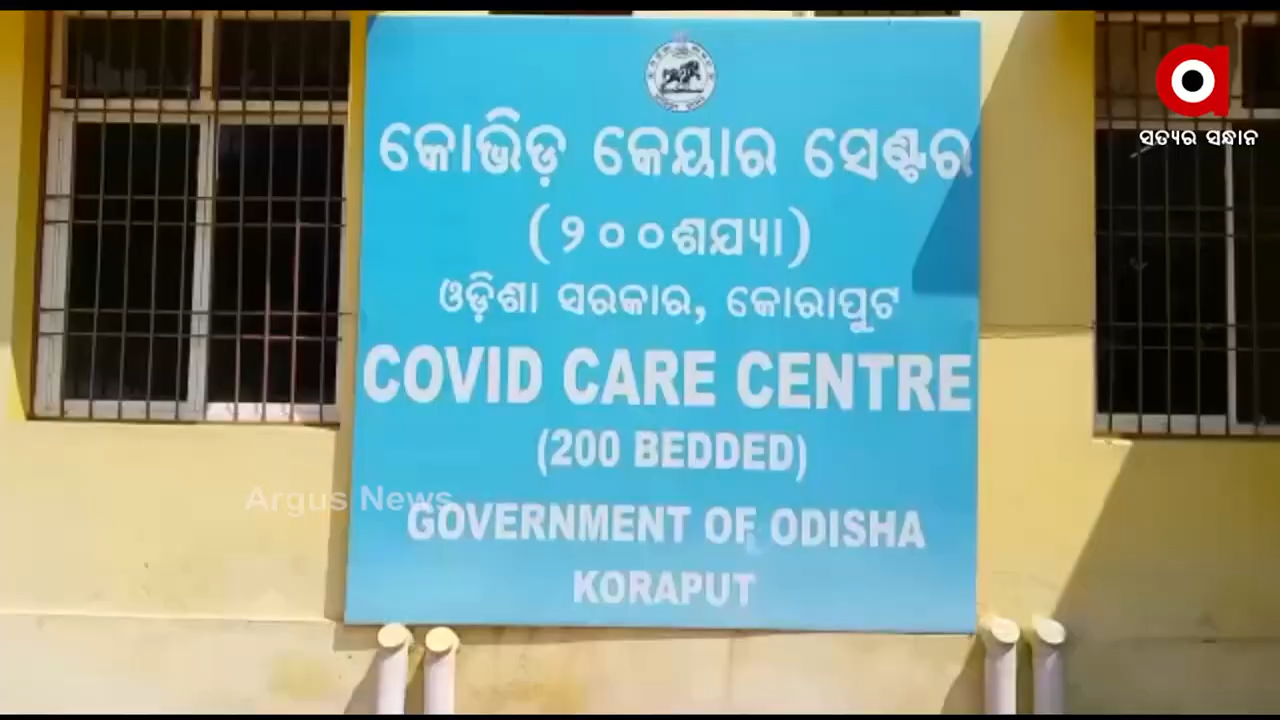 ସତ୍ୟର ସନ୍ଧାନ
କୋଭିଡ଼ କେୟାର ସେଣ୍ଟର
(୨୦୦ଶଯ୍ୟା)
ଓଡ଼ିଶା ସରକାର, କୋରାପୁଟ
COVID CARE CENTRE
(200 BEDDED)
Argus News
GOVERNMENT OF ODISHA
KORAPUT